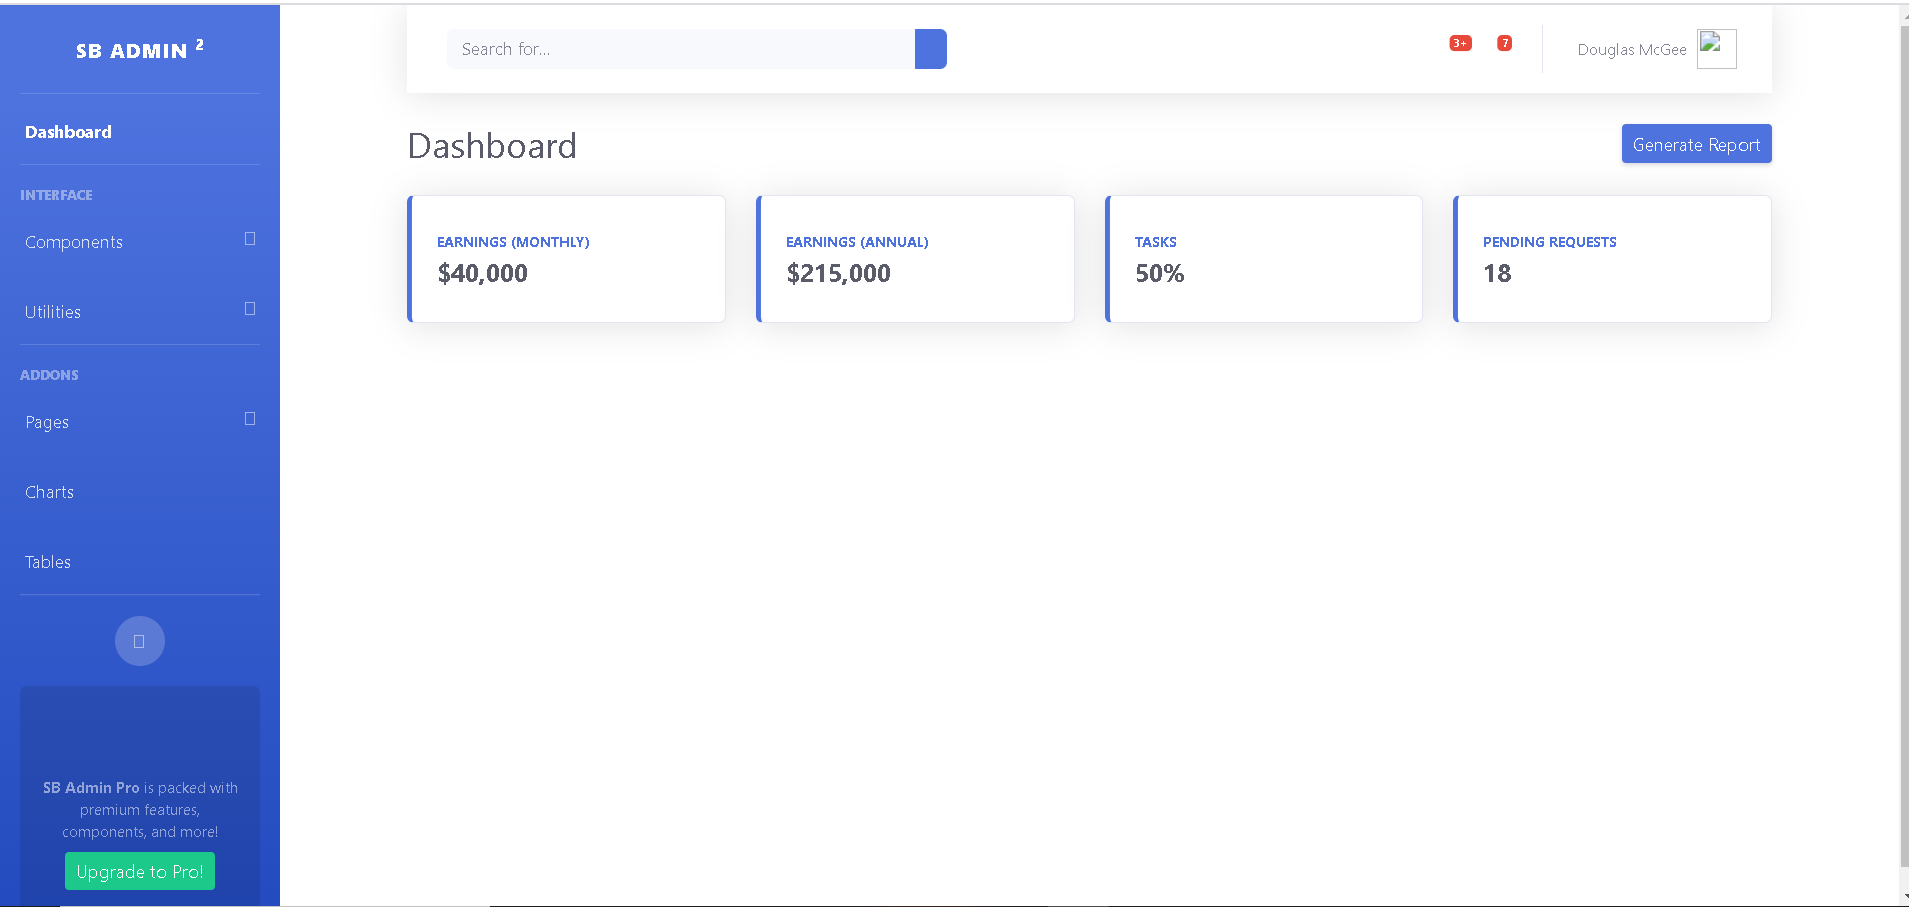 SB ADMIN 2
Dashboard
INTERFACE
Components
Utilities
ADDONS
Pages
Charts
Tables
SB Admin Pro is packed with
premium features,
components, and more!
Upgrade to Pro!
Search for...
3+
7
Douglas McGee
Dashboard
Generate Report
EARNINGS (MONTHLY)
$40,000
EARNINGS (ANNUAL)
$215,000
TASKS
50%
PENDING REQUESTS
18